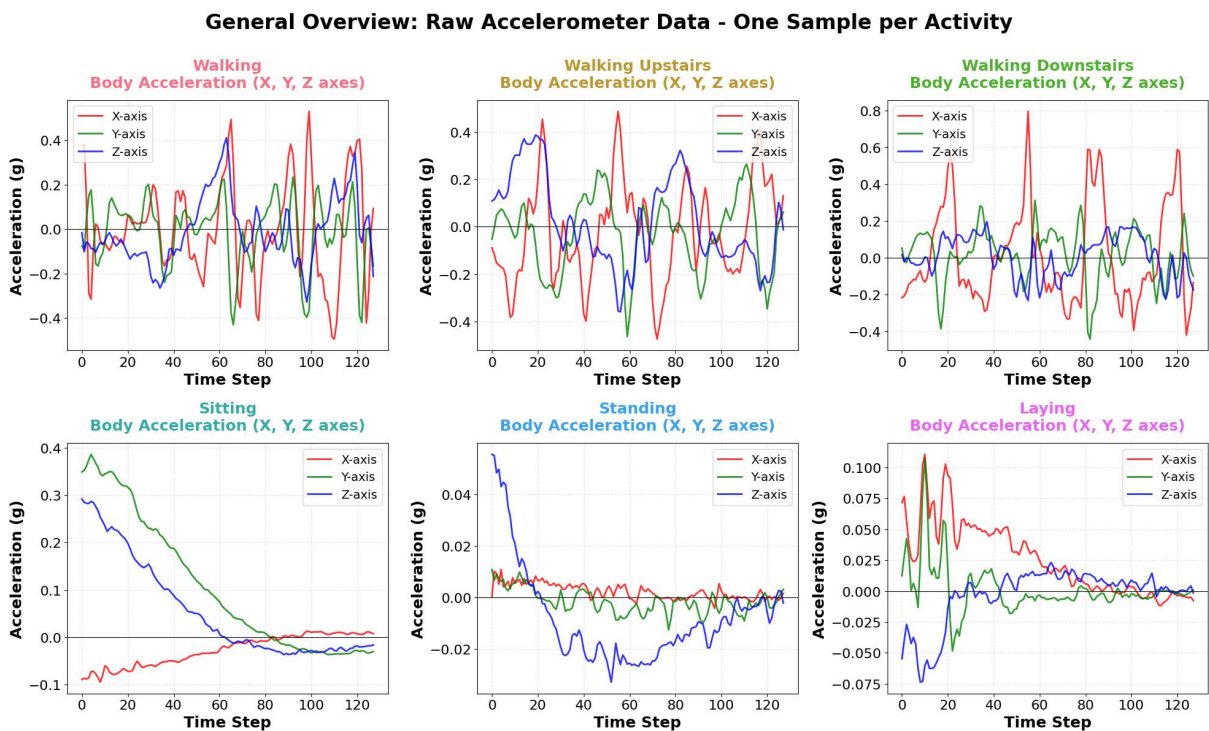 General Overview: Raw Accelerometer Data - One Sample per Activity
Walking
Body Acceleration (X, Y, Z axes)
X-axis
Y-axis
Z-axis
Acceleration (g)
0.4
0.2
0.0
−0.2
−0.4
0 20 40 60 80 100 120
Time Step
Walking Upstairs
Body Acceleration (X, Y, Z axes)
X-axis
Y-axis
Z-axis
Acceleration (g)
0.4
0.2
0.0
−0.2
−0.4
0 20 40 60 80 100 120
Time Step
Walking Downstairs
Body Acceleration (X, Y, Z axes)
X-axis
Y-axis
Z-axis
Acceleration (g)
0.8
0.6
0.4
0.2
0.0
−0.2
−0.4
0 20 40 60 80 100 120
Time Step
Sitting
Body Acceleration (X, Y, Z axes)
X-axis
Y-axis
Z-axis
Acceleration (g)
0.4
0.3
0.2
0.1
0.0
−0.1
0 20 40 60 80 100 120
Time Step
Standing
Body Acceleration (X, Y, Z axes)
X-axis
Y-axis
Z-axis
Acceleration (g)
0.04
0.02
0.00
−0.02
0 20 40 60 80 100 120
Time Step
Laying
Body Acceleration (X, Y, Z axes)
X-axis
Y-axis
Z-axis
Acceleration (g)
0.100
0.075
0.050
0.025
0.000
−0.025
−0.050
−0.075
0 20 40 60 80 100 120
Time Step